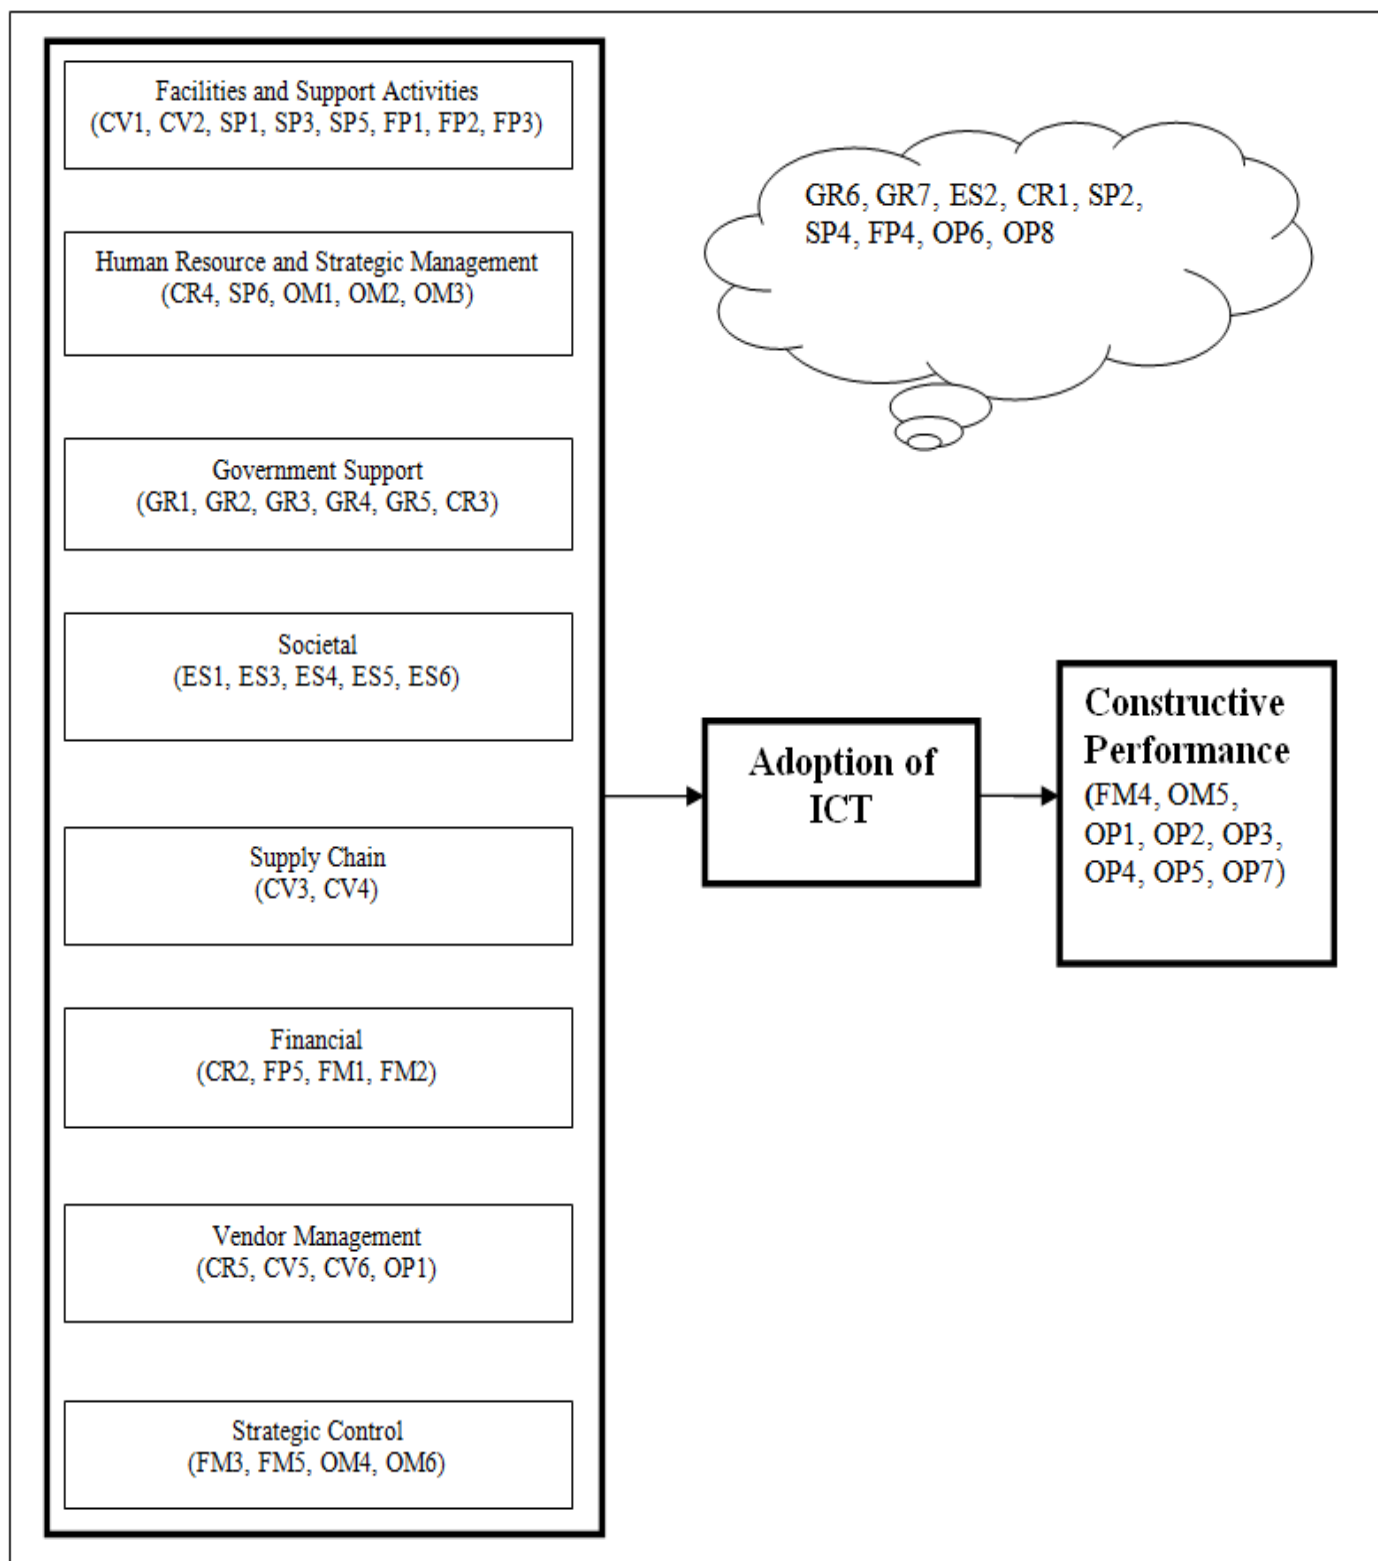 Facilities and Support Activities
(CV1, CV2, SP1, SP3, SP5, FP1, FP2, FP3)
Human Resource and Strategic Management
(CR4, SP6, OM1, OM2, OM3)
Government Support
(GR1, GR2, GR3, GR4, GR5, CR3)
Societal
(ES1, ES3, ES4, ES5, ES6)
Supply Chain
(CV3, CV4)
Financial
(CR2, FP5, FM1, FM2)
Vendor Management
(CR5, CV5, CV6, OP1)
Strategic Control
(FM3, FM5, OM4, OM6)
GR6, GR7, ES2, CR1, SP2,
SP4, FP4, OP6, OP8
Adoption of
ICT
Constructive
Performance
(FM4, OM5,
OP1, OP2, OP3,
OP4, OP5, OP7)